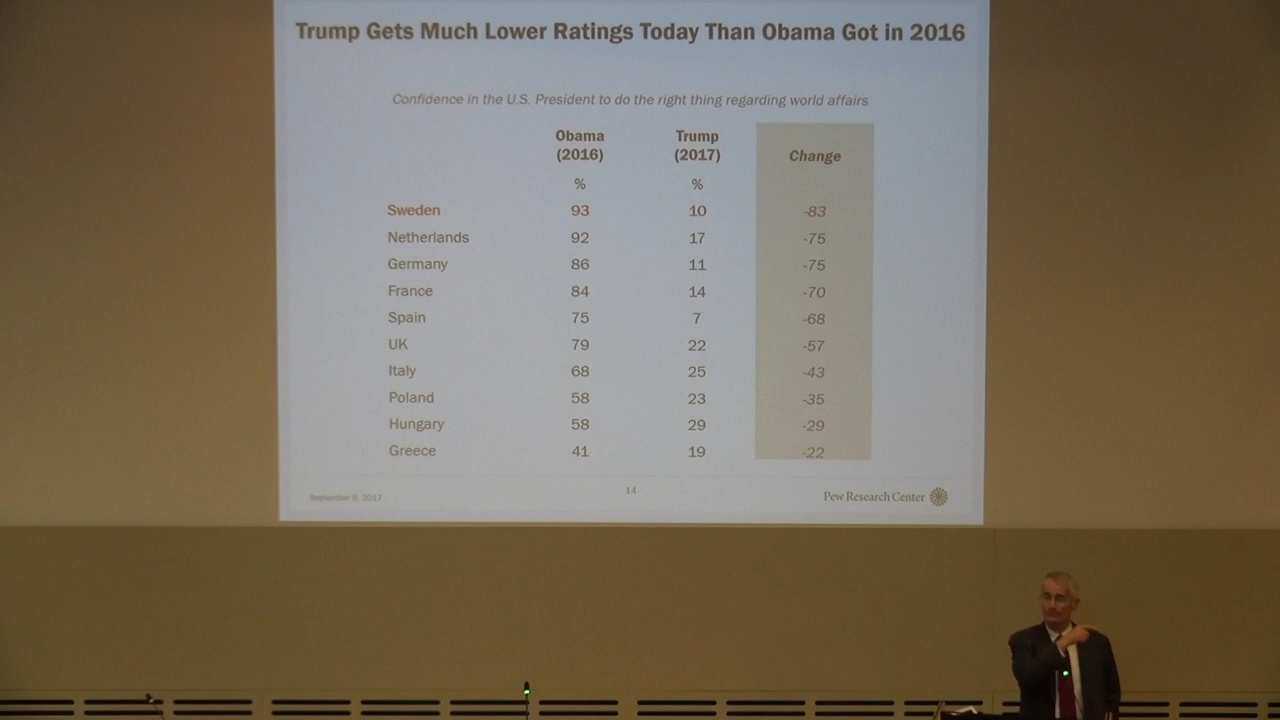 Trump Gets Much Lower Ratings Today Than Obama Got in 2016
Confidence in the U.S. President to do the right thing regarding world affairs
Obama (2016) Trump (2017) Change
% %
Sweden 93 10 -83
Netherlands 92 17 -75
Germany 86 11 -75
France 84 14 -70
Spain 75 7 -68
UK 79 22 -57
Italy 68 25 -43
Poland 58 23 -35
Hungary 58 29 -29
Greece 41 19 -22
September 2017 14 Pew Research Center